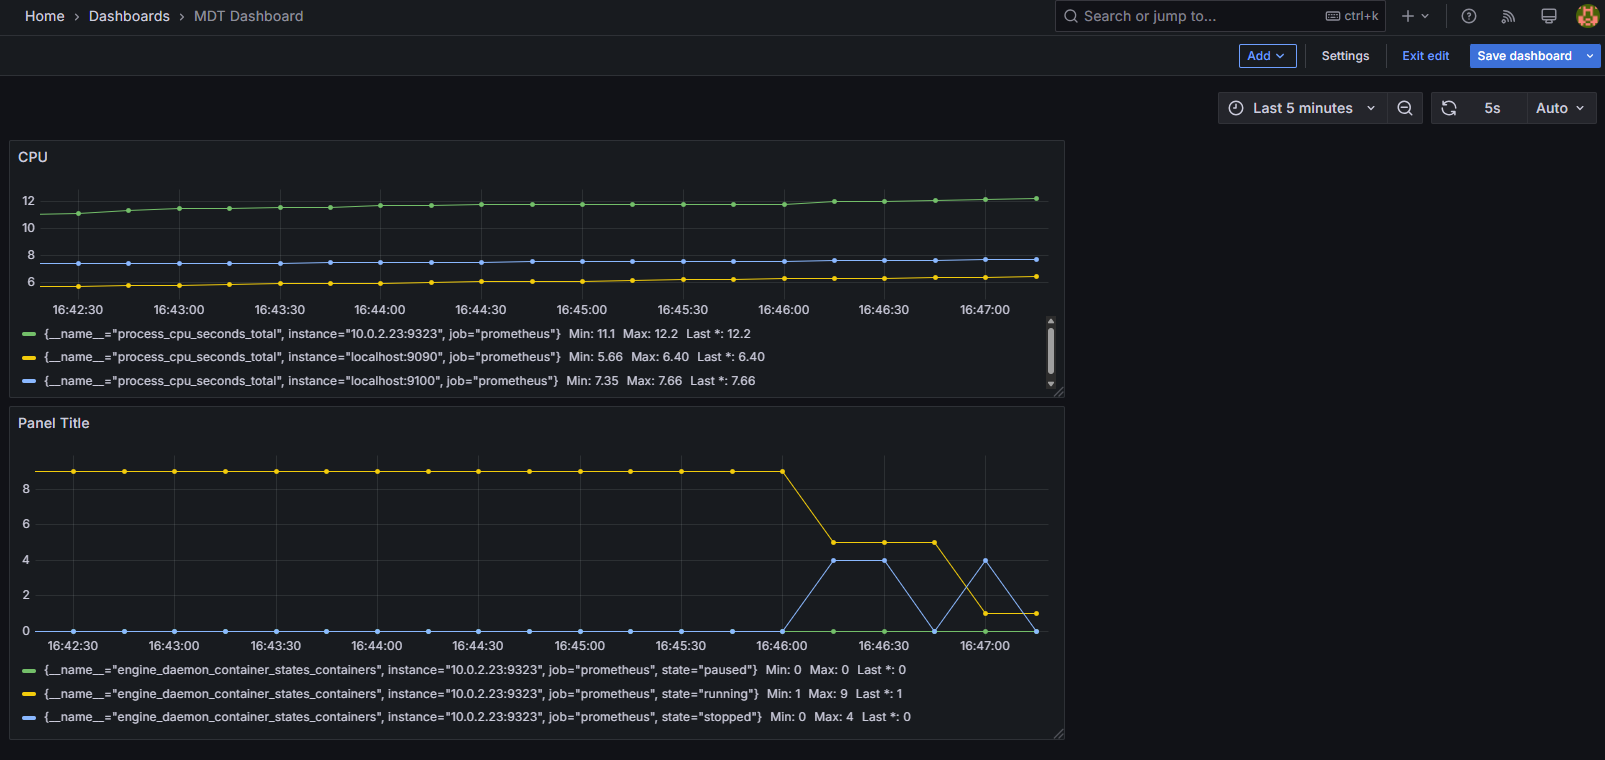 Home › Dashboards › MDT Dashboard
Search or jump to... ctrl+k
Add Settings Exit edit Save dashboard
Last 5 minutes 5s Auto
CPU
12
10
8
6
16:42:30 16:43:00 16:43:30 16:44:00 16:44:30 16:45:00 16:45:30 16:46:00 16:46:30 16:47:00
{__name__="process_cpu_seconds_total", instance="10.0.2.23:9323", job="prometheus"} Min: 11.1 Max: 12.2 Last *: 12.2
{__name__="process_cpu_seconds_total", instance="localhost:9090", job="prometheus"} Min: 5.66 Max: 6.40 Last *: 6.40
{__name__="process_cpu_seconds_total", instance="localhost:9100", job="prometheus"} Min: 7.35 Max: 7.66 Last *: 7.66
Panel Title
8
6
4
2
0
16:42:30 16:43:00 16:43:30 16:44:00 16:44:30 16:45:00 16:45:30 16:46:00 16:46:30 16:47:00
{__name__="engine_daemon_container_states_containers", instance="10.0.2.23:9323", job="prometheus", state="paused"} Min: 0 Max: 0 Last *: 0
{__name__="engine_daemon_container_states_containers", instance="10.0.2.23:9323", job="prometheus", state="running"} Min: 1 Max: 9 Last *: 1
{__name__="engine_daemon_container_states_containers", instance="10.0.2.23:9323", job="prometheus", state="stopped"} Min: 0 Max: 4 Last *: 0